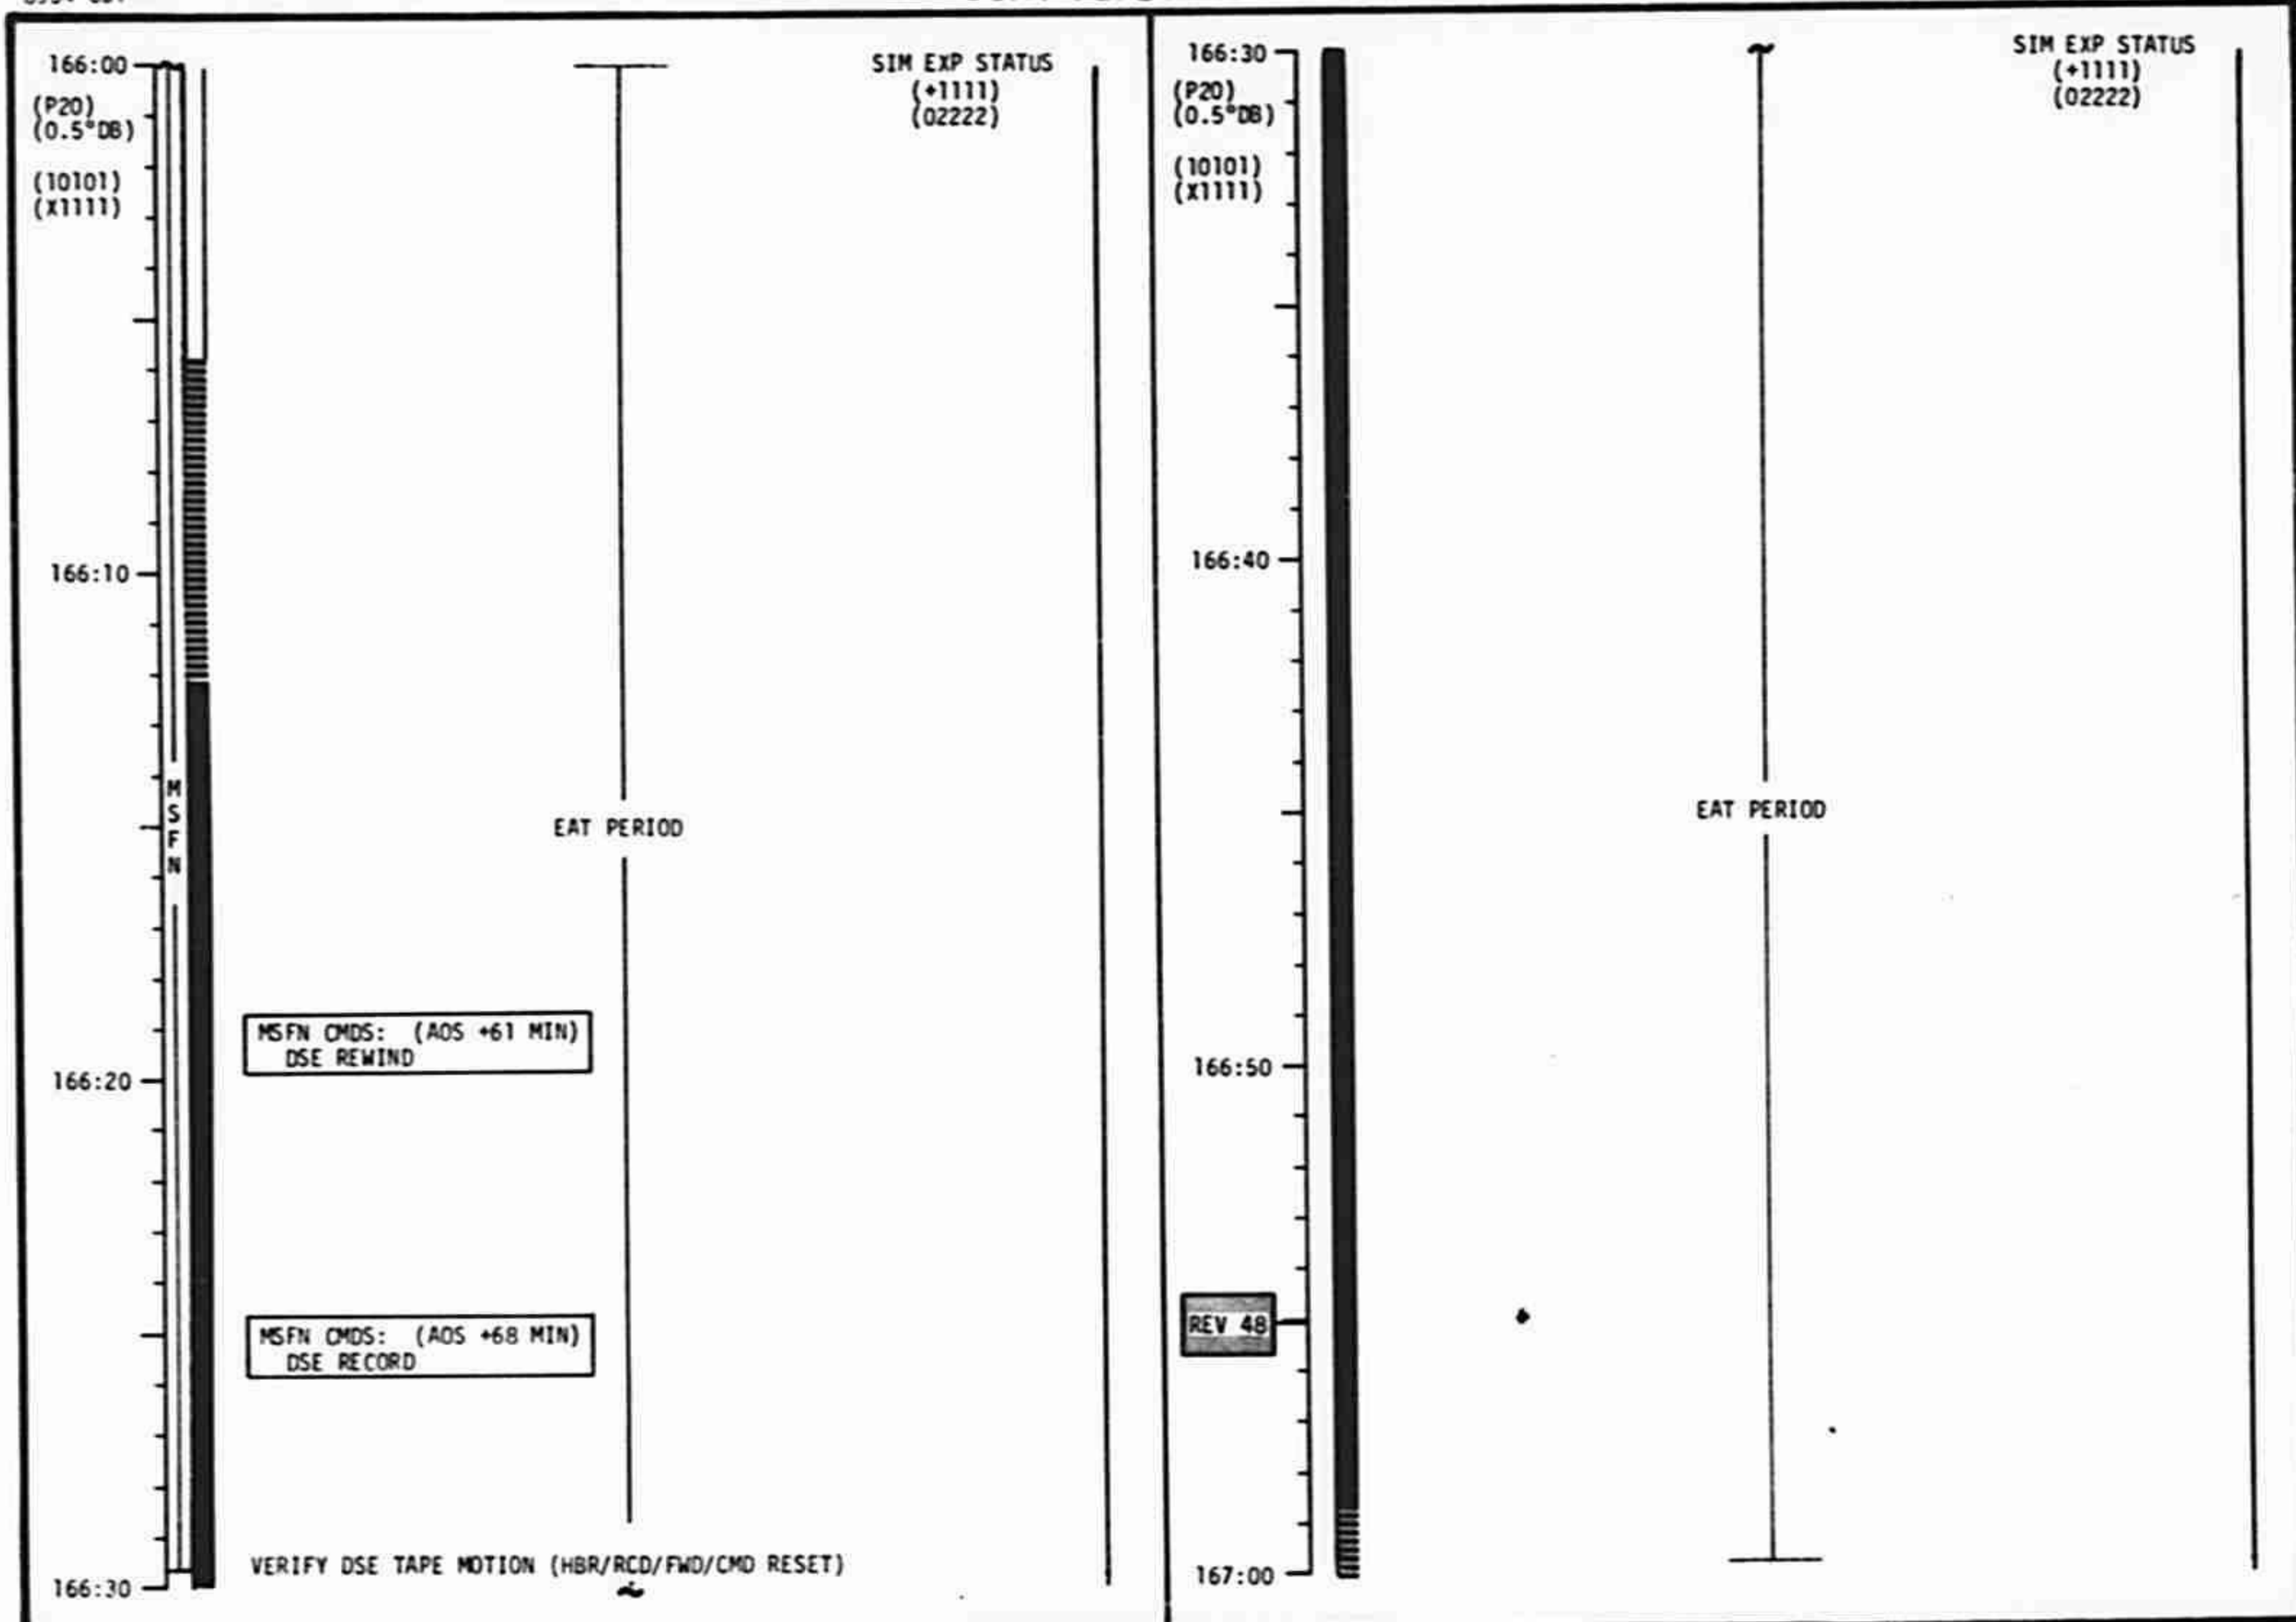 166:00
(P20)
(0.5°DB)
(10101)
(X1111)
SIM EXP STATUS
(+1111)
(02222)
166:10
M
S
F
N
EAT PERIOD
MSFN CMDS: (AOS +61 MIN)
DSE REWIND
166:20
MSFN CMDS: (AOS +68 MIN)
DSE RECORD
VERIFY DSE TAPE MOTION (HBR/RCD/FWD/CMD RESET)
166:30
166:30
(P20)
(0.5°DB)
(10101)
(X1111)
SIM EXP STATUS
(+1111)
(02222)
166:40
EAT PERIOD
166:50
REV 48
167:00